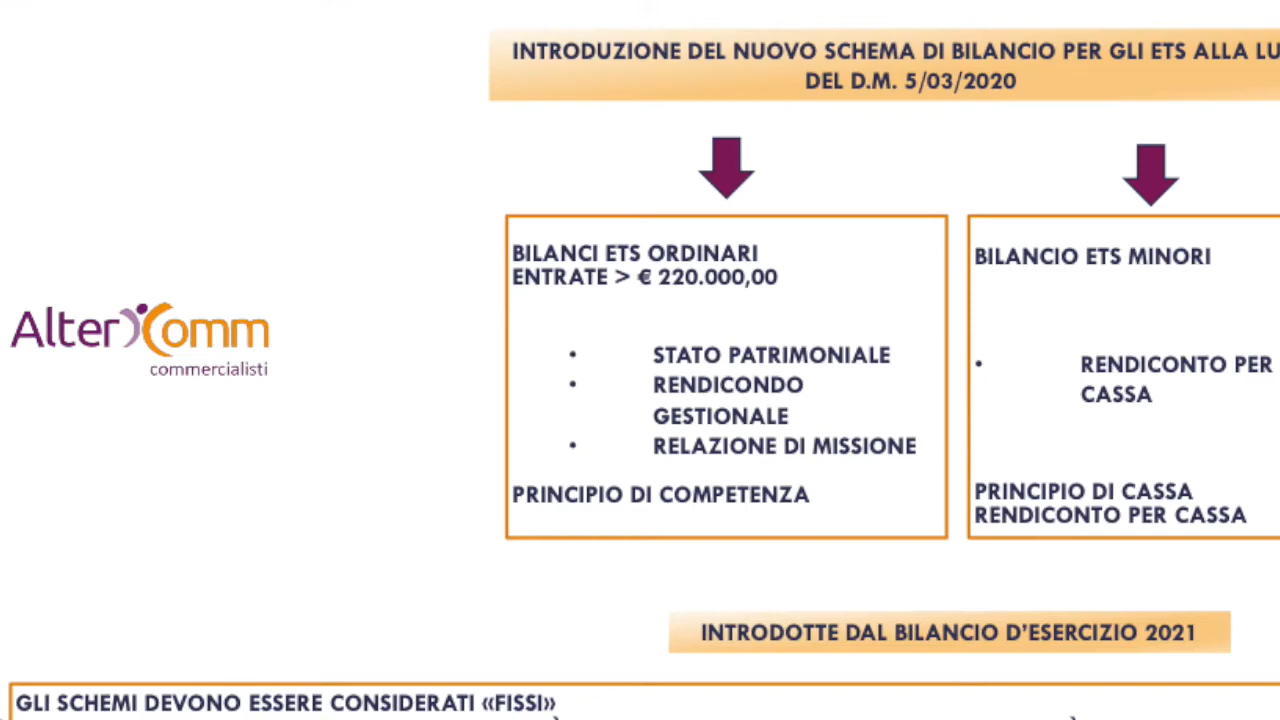 INTRODUZIONE DEL NUOVO SCHEMA DI BILANCIO PER GLI ETS ALLA LU
DEL D.M. 5/03/2020
BILANCI ETS ORDINARI
ENTRATE > € 220.000,00
• STATO PATRIMONIALE
• RENDICONDO
GESTIONALE
• RELAZIONE DI MISSIONE
PRINCIPIO DI COMPETENZA
BILANCIO ETS MINORI
• RENDICONTO PER
CASSA
PRINCIPIO DI CASSA
RENDICONTO PER CASSA
AlterComm
commercialisti
INTRODOTTE DAL BILANCIO D'ESERCIZIO 2021
GLI SCHEMI DEVONO ESSERE CONSIDERATI «FISSI»